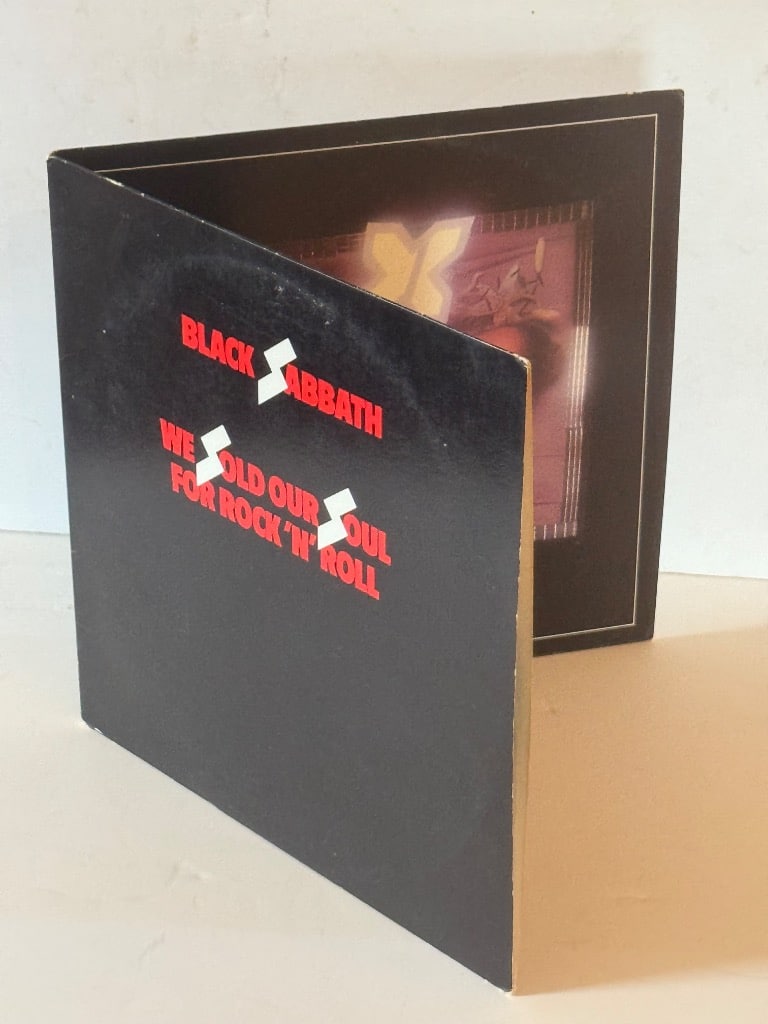 BLACK SABBATH
WE SOLD OUR SOUL
FOR ROCK 'N' ROLL